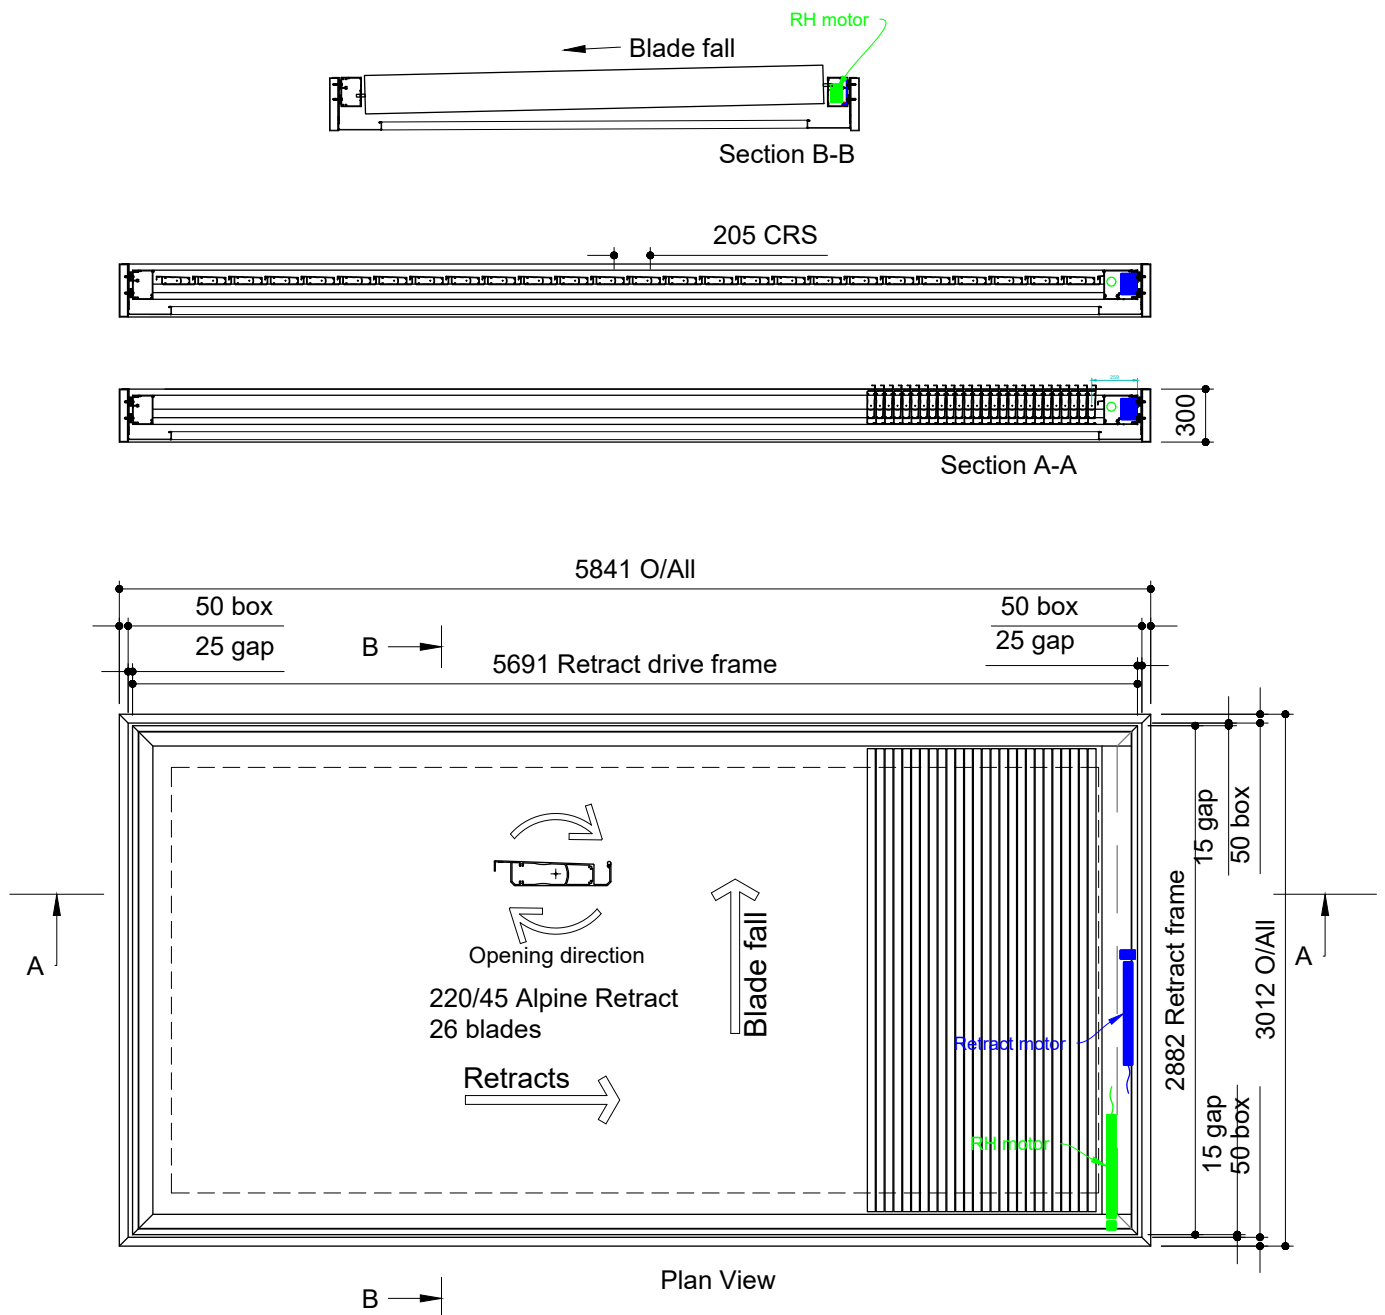 RH motor
Blade fall
Section B-B
205 CRS
259
300
Section A-A
5841 O/All
50 box
50 box
25 gap
25 gap
B
5691 Retract drive frame
15 gap
50 box
A
A
Opening direction
220/45 Alpine Retract
26 blades
Blade fall
Retracts
Retract motor
RH motor
2882 Retract frame
3012 O/All
15 gap
50 box
Plan View
B